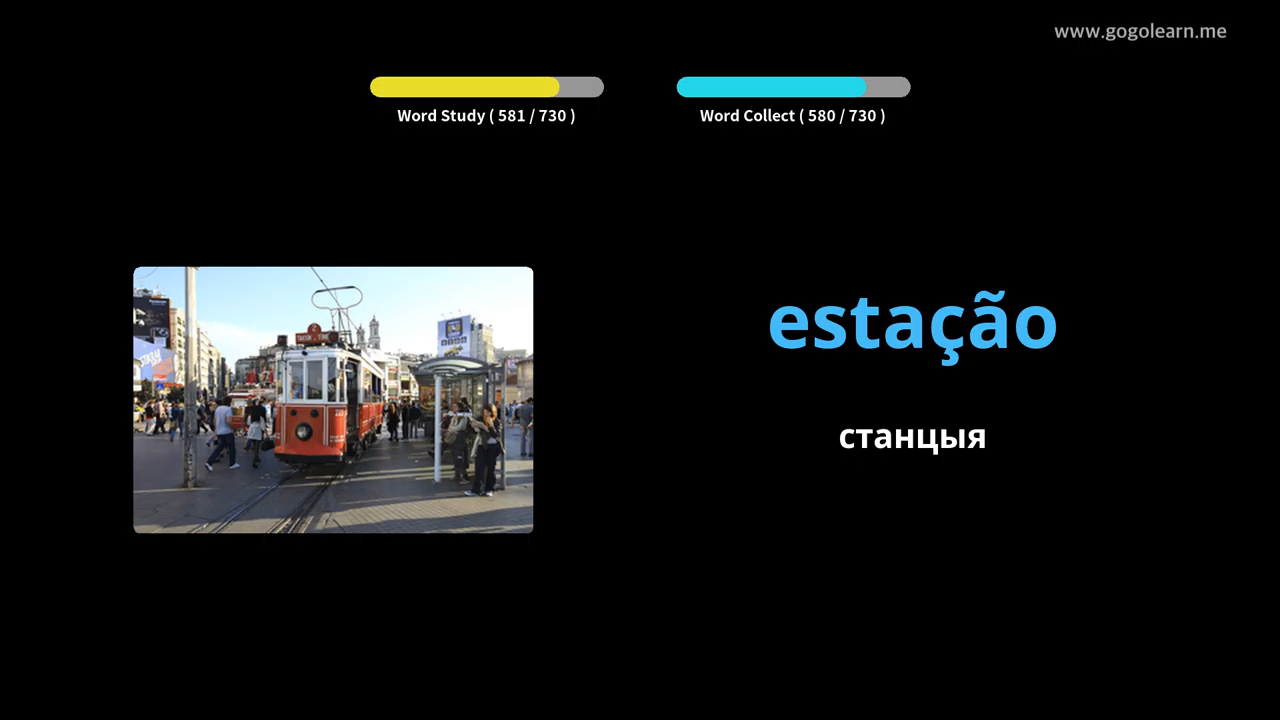 www.gogolearn.me
Word Study ( 581 / 730 )
Word Collect ( 580 / 730 )
estação
станцыя